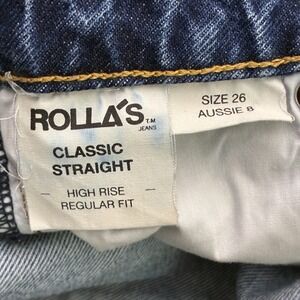 ROLLA'S T.M
JEANS
CLASSIC
STRAIGHT
— HIGH RISE —
REGULAR FIT
SIZE 26
AUSSIE 8